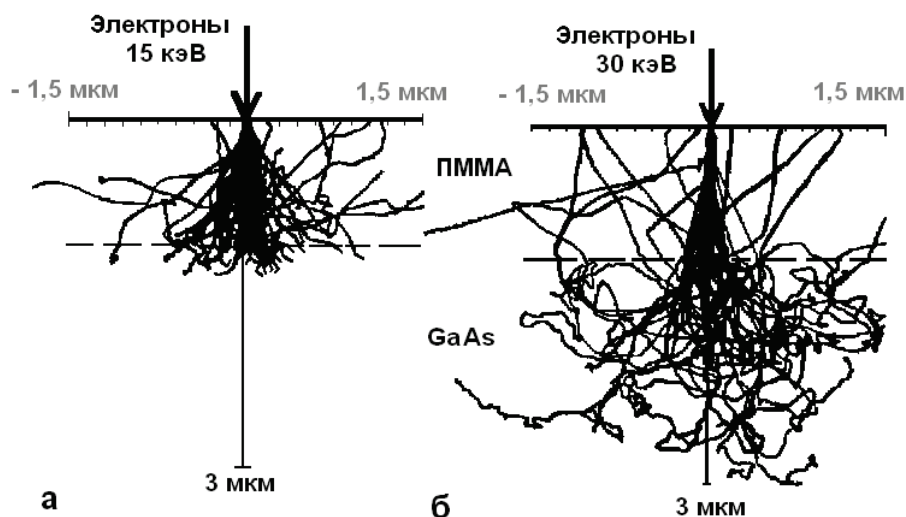 Электроны
15 кэВ
- 1,5 мкм
1,5 мкм
3 мкм
а
Электроны
30 кэВ
- 1,5 мкм
1,5 мкм
ПММА
GaAs
3 мкм
б